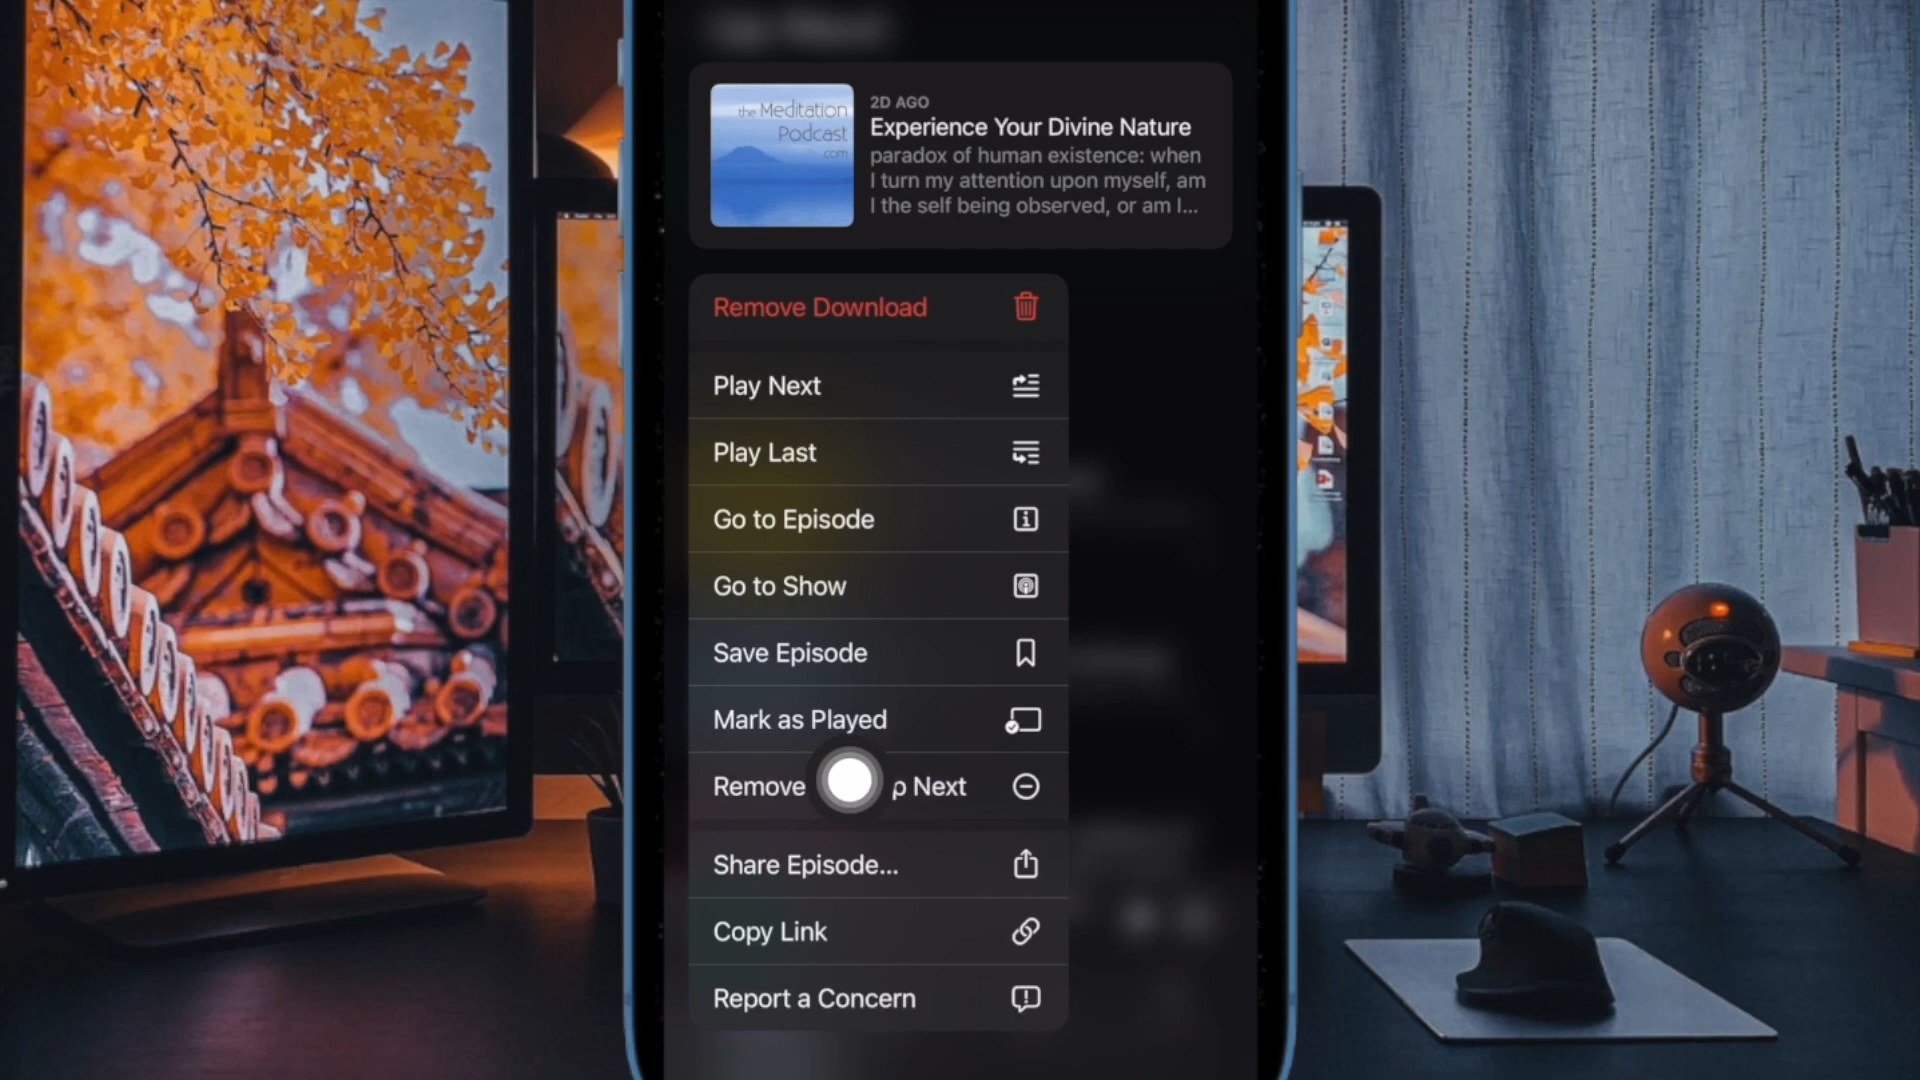 the Meditation
Podcast
.com
2D AGO
Experience Your Divine Nature
paradox of human existence: when
I turn my attention upon myself, am
I the self being observed, or am I...
Remove Download
Play Next
Play Last
Go to Episode
Go to Show
Save Episode
Mark as Played
Remove p Next
Share Episode...
Copy Link
Report a Concern